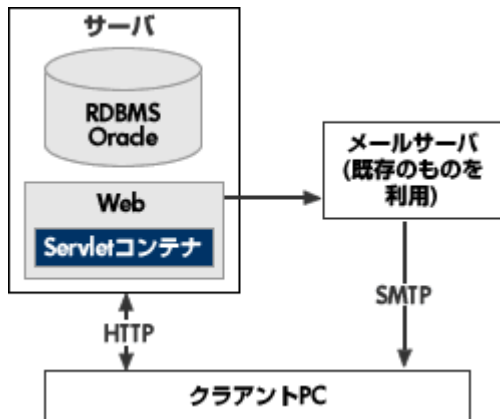 サーバ
RDBMS
Oracle
Web
Servletコンテナ
メールサーバ
(既存のものを
利用)
SMTP
HTTP
クラアントPC